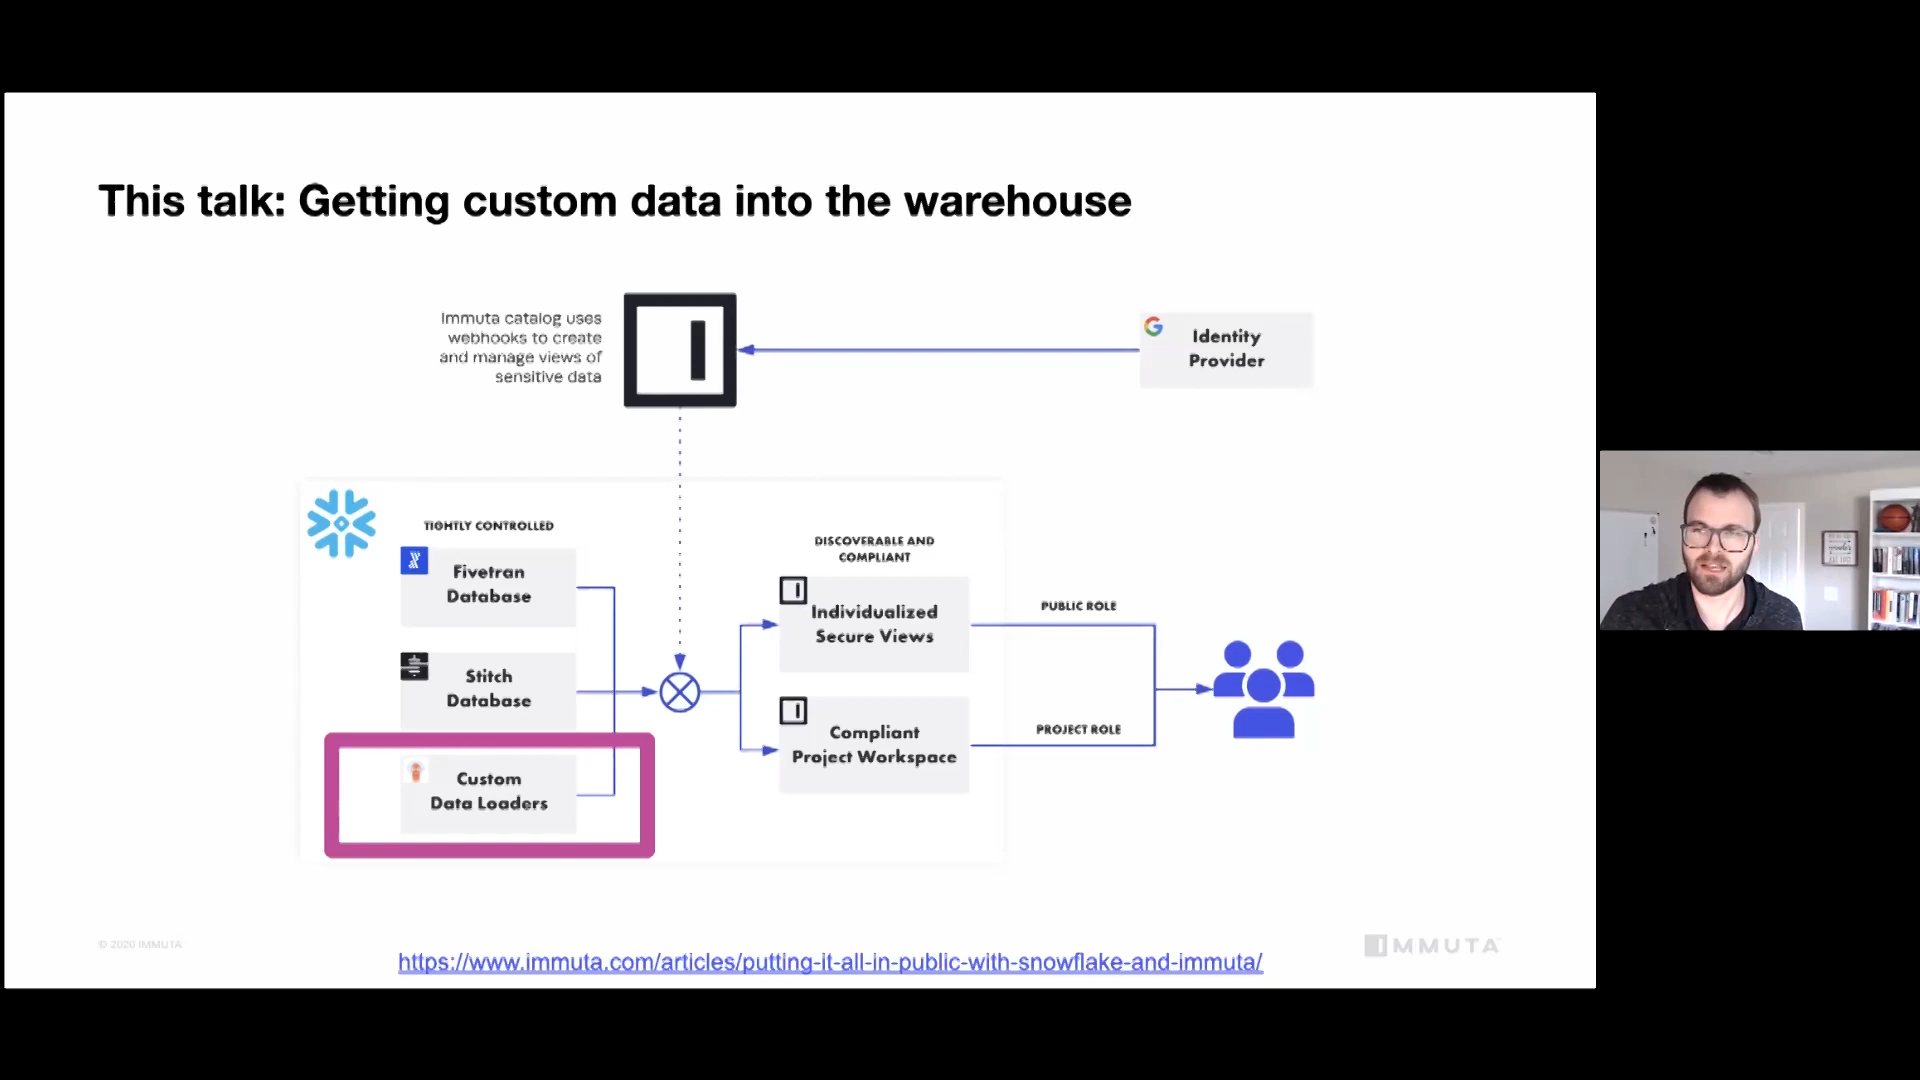 This talk: Getting custom data into the warehouse
Immuta catalog uses
webhooks to create
and manage views of
sensitive data
Identity
Provider
TIGHTLY CONTROLLED
Fivetran
Database
Stitch
Database
Custom
Data Loaders
DISCOVERABLE AND
COMPLIANT
Individualized
Secure Views
Compliant
Project Workspace
PUBLIC ROLE
PROJECT ROLE
© 2020 IMMUTA
https://www.immuta.com/articles/putting-it-all-in-public-with-snowflake-and-immuta/
IMMUTA